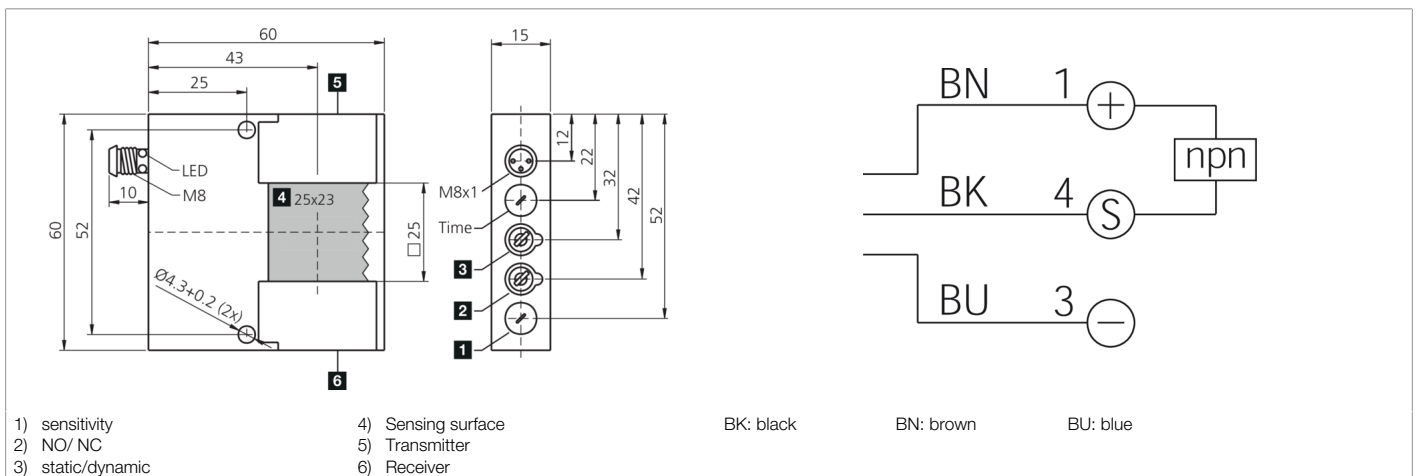 60
43
25
5
LED
M8
10
4 25x23
60
52
□ 25
Ø4.3+0.2 (2x)
6
15
12
22
32
42
52
M8x1
Time
3
2
1
BN 1 +
npn
BK 4 S
BU 3 −
1) sensitivity
2) NO/ NC
3) static/dynamic
4) Sensing surface
5) Transmitter
6) Receiver
BK: black BN: brown BU: blue